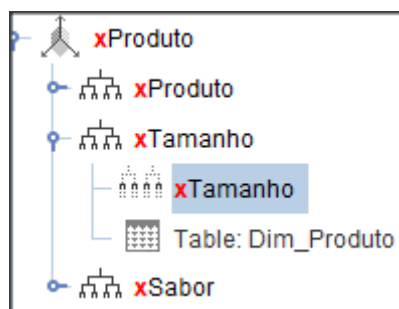 xProduto
xProduto
xTamanho
xTamanho
Table: Dim_Produto
xSabor